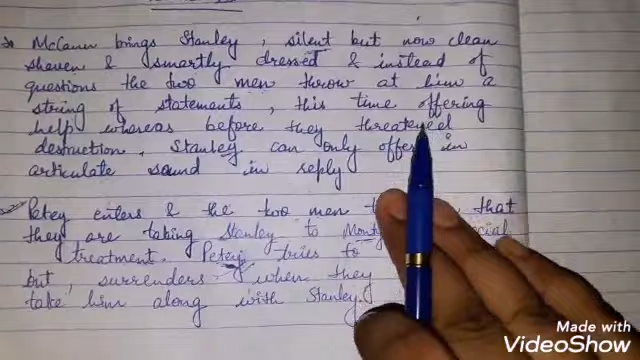 McCann brings Stanley, silent but now clean
shaven & smartly dressed & instead of
questions the two men throw at him a
string of statements, this time offering
help whereas before they threatened
destruction. Stanley can only offer in
articulate sound in reply
Petey enters & the two men that
they are taking Stanley to Monty
treatment. Petey tries to
but, surrenders when they
take him along with Stanley.
Made with
VideoShow